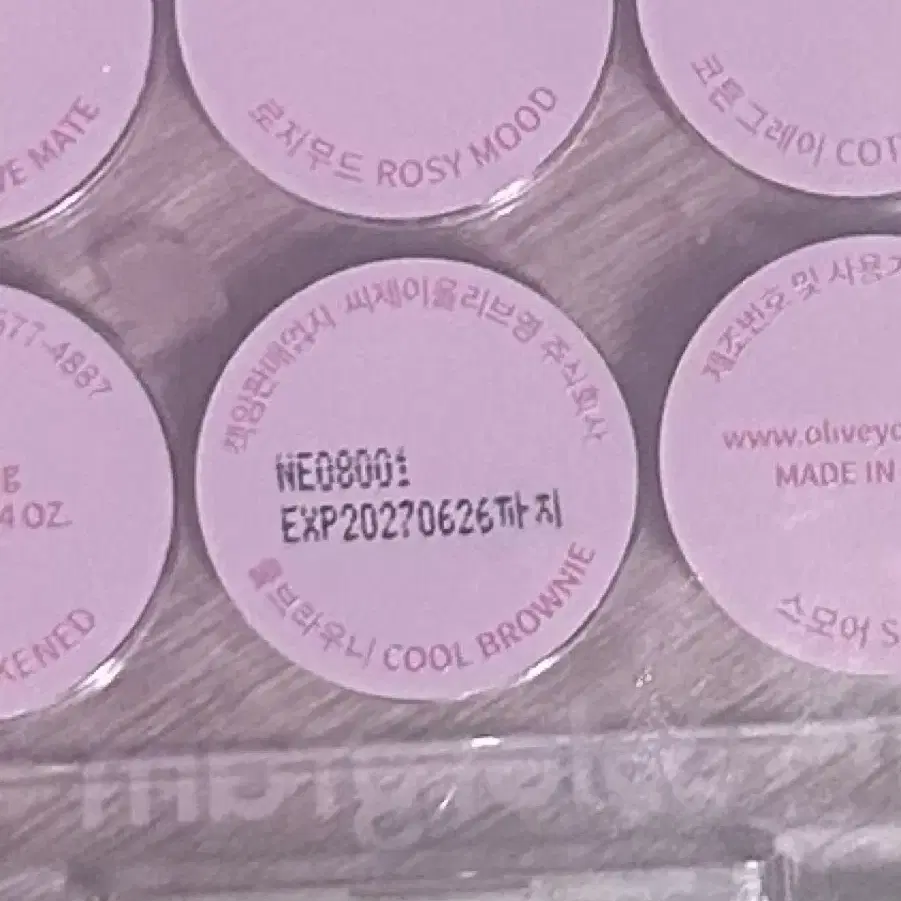 VE MATE
로지무드 ROSY MOOD
코튼그레이 COT
577-4887
g
4 OZ.
KENED
책임판매업자 씨제이올리브영 주식회사
NE08001
EXP20270626까지
쿨브라우니 COOL BROWNIE
제조번호 및 사용기
www.oliveyo
MADE IN
스모어 S